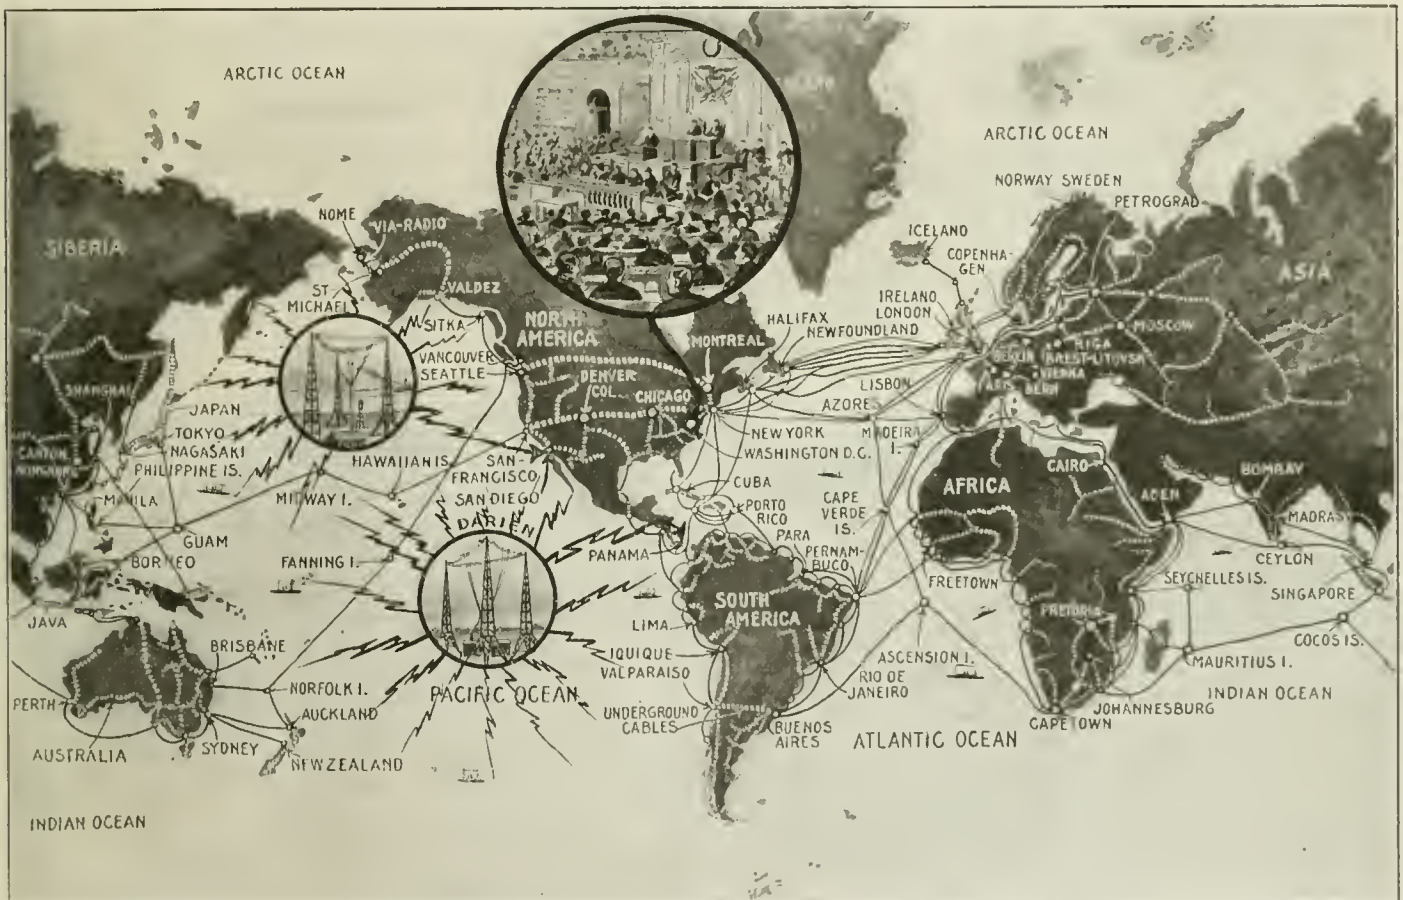 ARCTIC OCEAN
ARCTIC OCEAN
NORWAY SWEDEN
PETROGRAD
NOME
VIA-RADIO
ICELAND
COPENHA-
GEN
SIBERIA
ASIA
ST
MICHAEL
VALDEZ
SITKA
NORTH
AMERICA
VANCOUVER
SEATTLE
MONTREAL
HALIFAX
NEWFOUNDLAND
IRELAND
LONDON
MOSCOW
RIGA
BERLIN
BREST-LITOVSK
VIENNA
BERN
SHANGHAI
DENVER
COL.
CHICAGO
LISBON
AZORE
MADEIRA
I.
JAPAN
TOKYO
NAGASAKI
PHILIPPINE IS.
CANTON
MANILA
HAWAIIAN IS
MIDWAY I.
SAN-
FRANCISCO
SAN DIEGO
DARIEN
NEW YORK
WASHINGTON D.C.
CUBA
PORTO
RICO
CAPE
VERDE
IS.
AFRICA
CAIRO
ADEN
BOMBAY
MADRAS
CEYLON
GUAM
BORNEO
FANNING I.
PANAMA
PARA
PERNAM-
BUCO
FREETOWN
SEYCHELLES IS.
SINGAPORE
JAVA
LIMA
SOUTH
AMERICA
PRETORIA
COCOS IS.
BRISBANE
IQUIQUE
VALPARAISO
ASCENSION I.
RIO DE
JANEIRO
MAURITIUS I.
INDIAN OCEAN
PERTH
NORFOLK I.
AUCKLAND
PACIFIC OCEAN
UNDERGROUND
CABLES
BUENOS
AIRES
ATLANTIC OCEAN
CAPE TOWN
JOHANNESBURG
AUSTRALIA
SYDNEY
NEW ZEALAND
INDIAN OCEAN